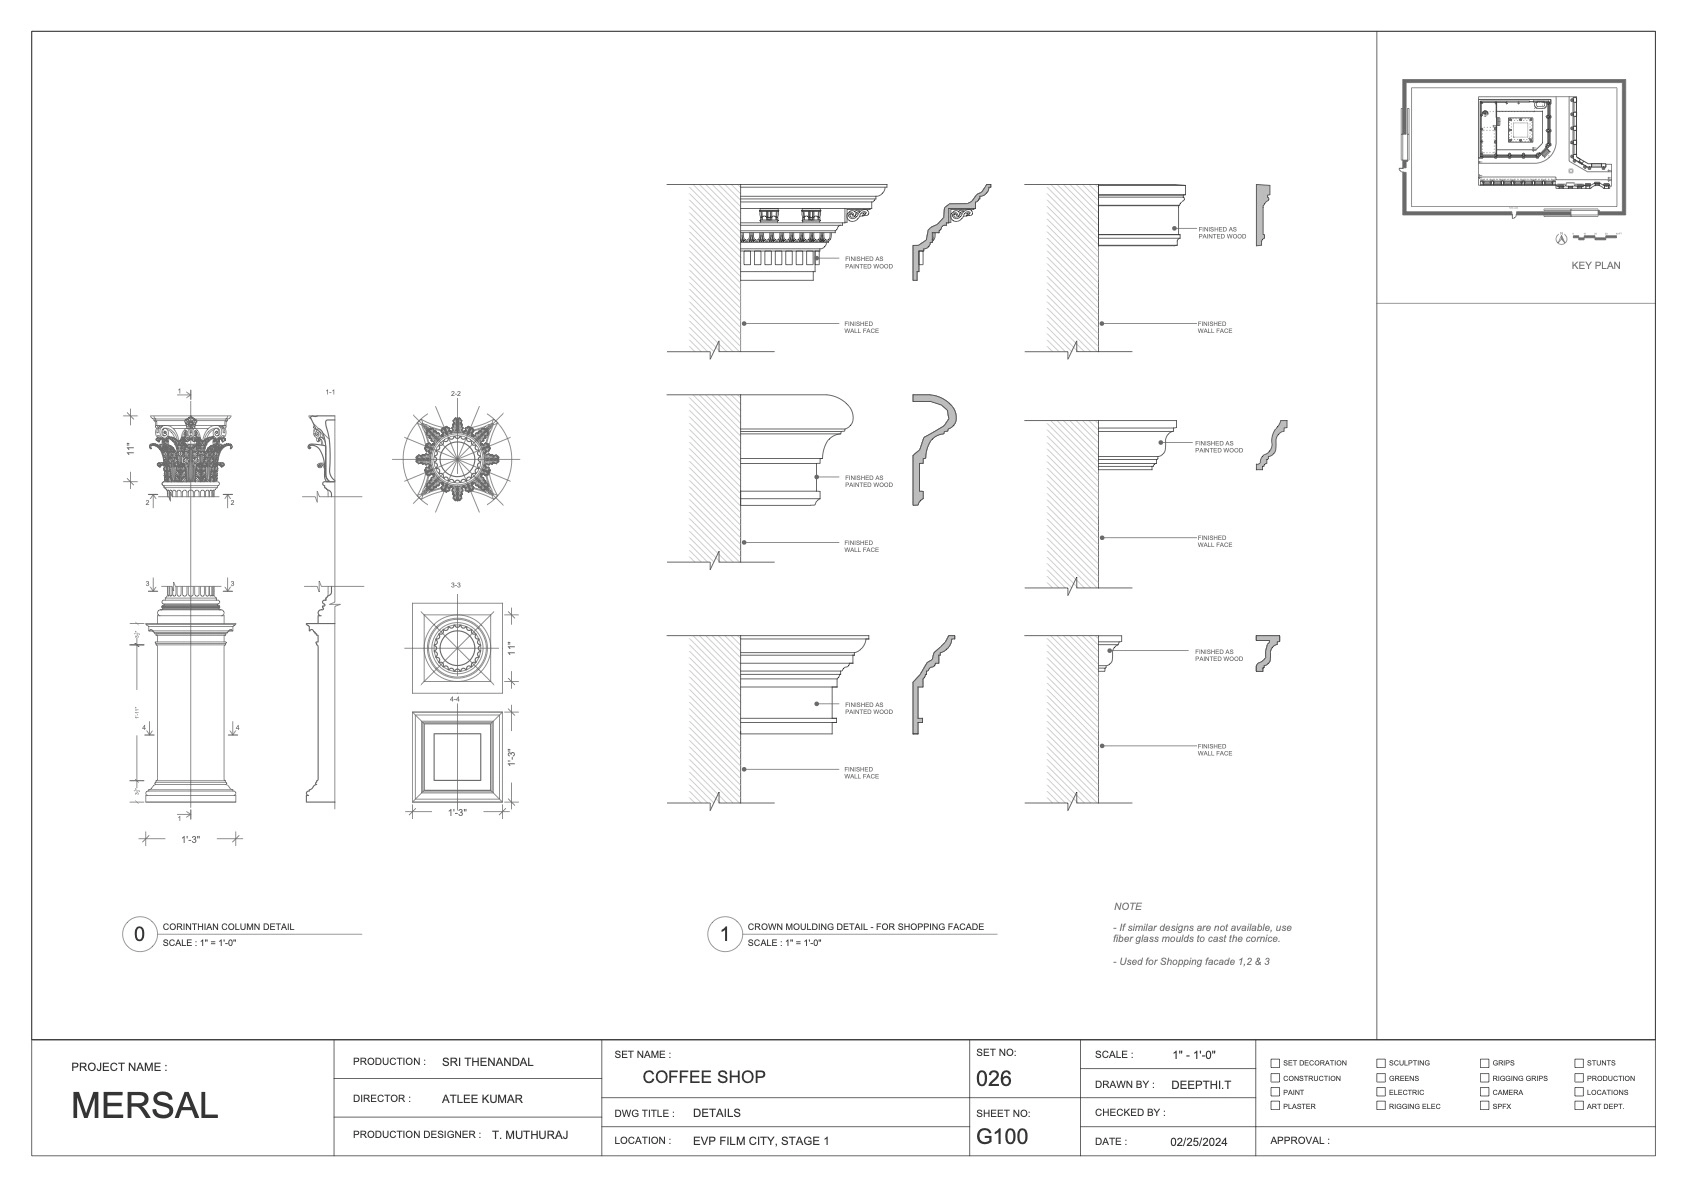 KEY PLAN
FINISHED AS
PAINTED WOOD
FINISHED
WALL FACE
FINISHED AS
PAINTED WOOD
FINISHED
WALL FACE
FINISHED AS
PAINTED WOOD
FINISHED
WALL FACE
FINISHED AS
PAINTED WOOD
FINISHED
WALL FACE
FINISHED AS
PAINTED WOOD
FINISHED
WALL FACE
FINISHED AS
PAINTED WOOD
FINISHED
WALL FACE
1
1-1
2-2
11"
2
2
3
3
3-3
11"
4-4
1'-11"
4
4
1'-3"
1'-3"
1
1'-3"
0
CORINTHIAN COLUMN DETAIL
SCALE : 1" = 1'-0"
1
CROWN MOULDING DETAIL - FOR SHOPPING FACADE
SCALE : 1" = 1'-0"
NOTE
- If similar designs are not available, use
fiber glass moulds to cast the cornice.
- Used for Shopping facade 1,2 & 3
PROJECT NAME :
MERSAL
PRODUCTION : SRI THENANDAL
DIRECTOR : ATLEE KUMAR
PRODUCTION DESIGNER : T. MUTHURAJ
SET NAME :
COFFEE SHOP
DWG TITLE : DETAILS
LOCATION : EVP FILM CITY, STAGE 1
SET NO:
026
SHEET NO:
G100
SCALE : 1" - 1'-0"
DRAWN BY : DEEPTHI.T
CHECKED BY :
DATE : 02/25/2024
SET DECORATION SCULPTING GRIPS STUNTS
CONSTRUCTION GREENS RIGGING GRIPS PRODUCTION
PAINT ELECTRIC CAMERA LOCATIONS
PLASTER RIGGING ELEC SPFX ART DEPT.
APPROVAL :